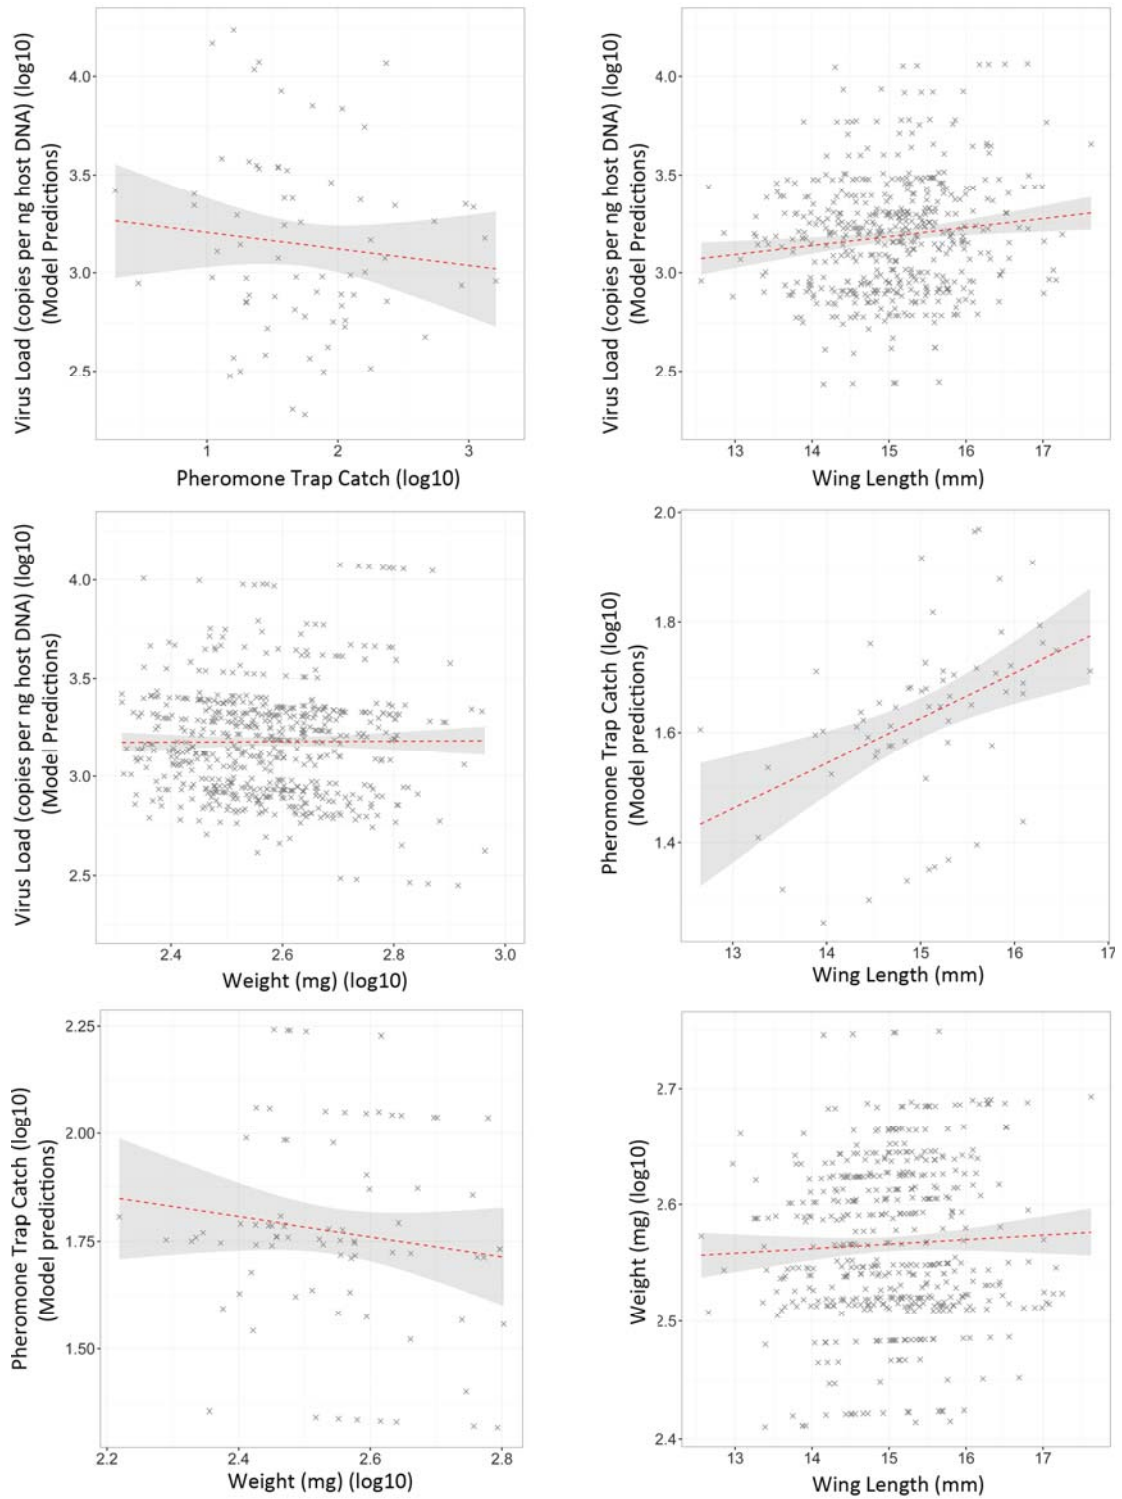 Virus Load (copies per ng host DNA) (log10)
(Model Predictions)
4.0
3.5
3.0
2.5
1
2
3
Pheromone Trap Catch (log10)
Virus Load (copies per ng host DNA) (log10)
(Model Predictions)
4.0
3.5
3.0
2.5
13
14
15
16
17
Wing Length (mm)
Virus Load (copies per ng host DNA) (log10)
(Model Predictions)
4.0
3.5
3.0
2.5
2.4
2.6
2.8
3.0
Weight (mg) (log10)
Pheromone Trap Catch (log10)
(Model predictions)
2.0
1.8
1.6
1.4
13
14
15
16
17
Wing Length (mm)
Pheromone Trap Catch (log10)
(Model predictions)
2.25
2.00
1.75
1.50
2.2
2.4
2.6
2.8
Weight (mg) (log10)
Weight (mg) (log10)
2.7
2.6
2.5
2.4
13
14
15
16
17
Wing Length (mm)